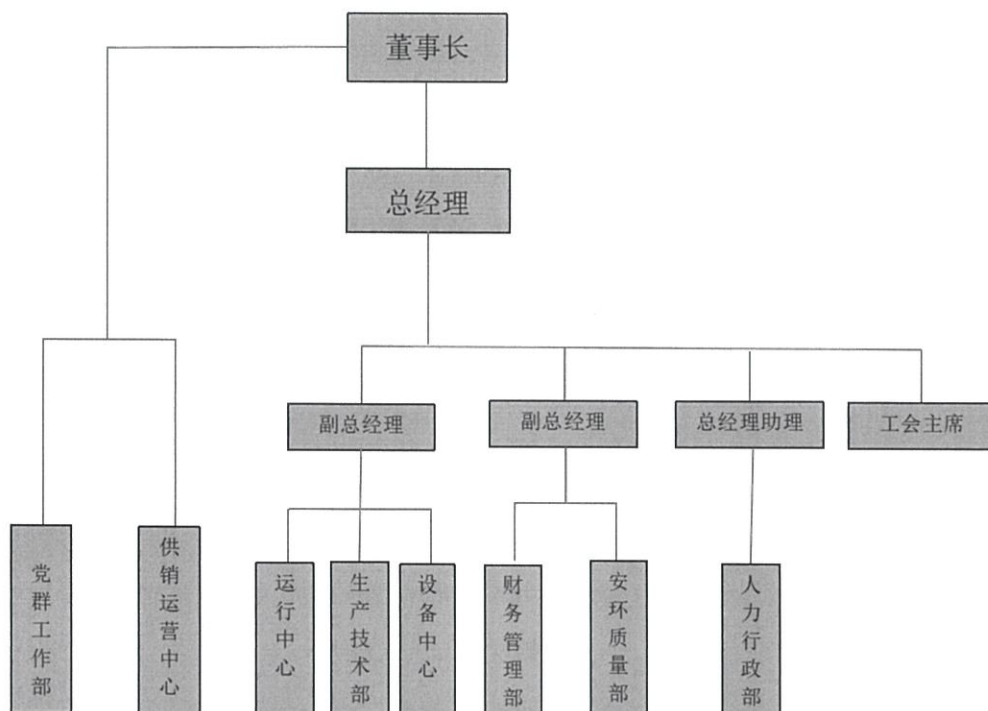 董事长
总经理
副总经理
副总经理
总经理助理
工会主席
党群工作部
供销运营中心
运行中心
生产技术部
设备中心
财务管理部
安环质量部
人力行政部